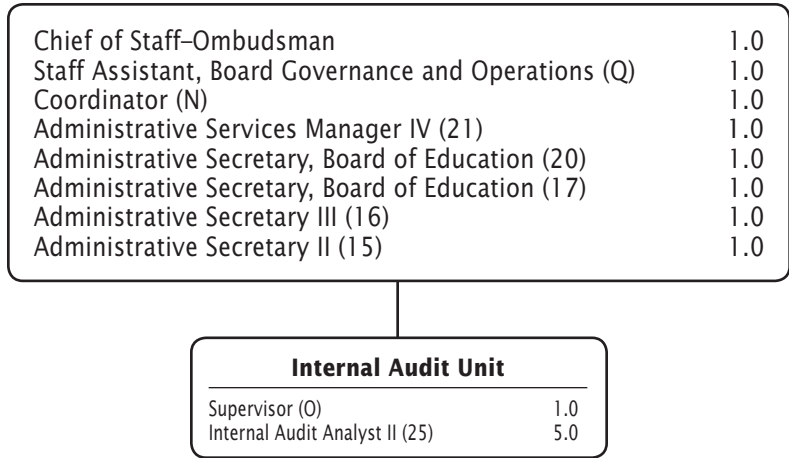 Chief of Staff–Ombudsman 1.0
Staff Assistant, Board Governance and Operations (Q) 1.0
Coordinator (N) 1.0
Administrative Services Manager IV (21) 1.0
Administrative Secretary, Board of Education (20) 1.0
Administrative Secretary, Board of Education (17) 1.0
Administrative Secretary III (16) 1.0
Administrative Secretary II (15) 1.0
Internal Audit Unit
Supervisor (O) 1.0
Internal Audit Analyst II (25) 5.0